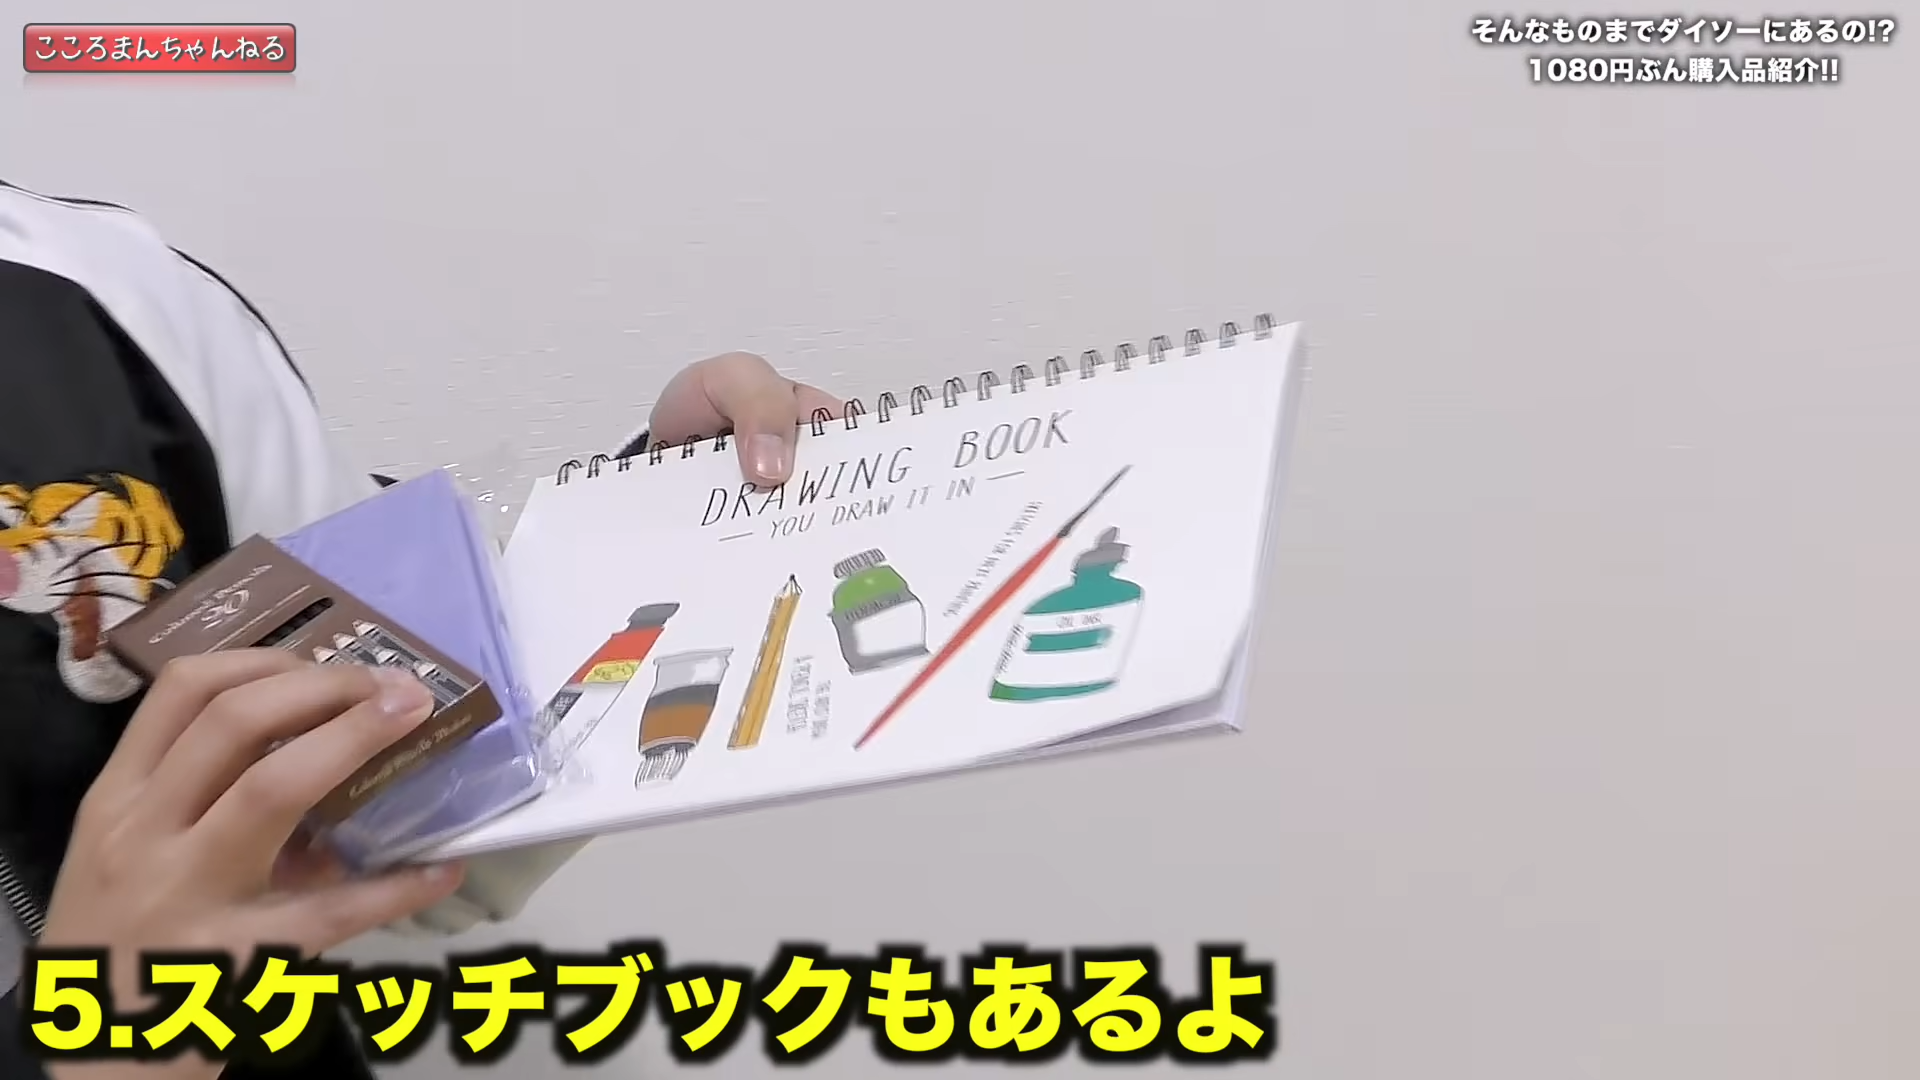 こころまんちゃんねる
そんなものまでダイソーにあるの!?
1080円ぶん購入品紹介!!
DRAWING BOOK
YOU DRAW IT IN
OIL INK
5.スケッチブックもあるよ